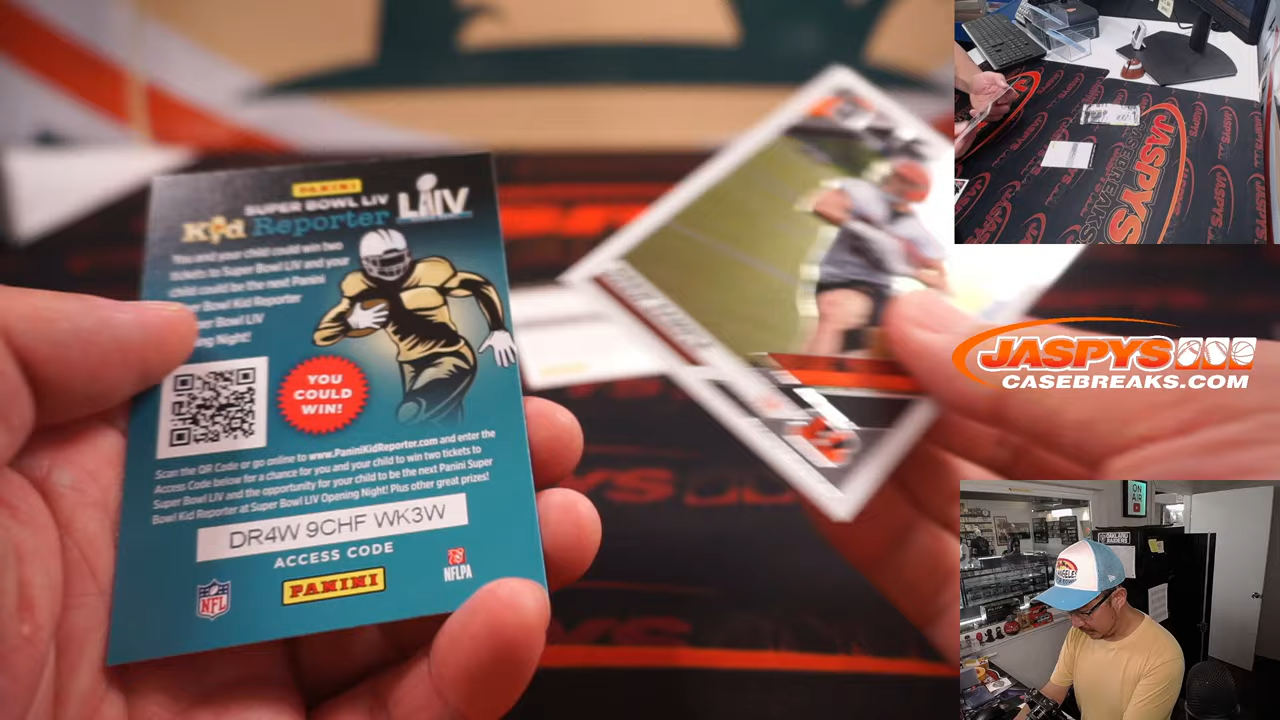 PANINI
SUPER BOWL LIV
Kid Reporter
LIV
You and your child could win two
tickets to Super Bowl LIV and your
child could be the next Panini
Super Bowl Kid Reporter
Super Bowl LIV
Opening Night!
YOU
COULD
WIN!
Scan the QR Code or go online to www.PaniniKidReporter.com and enter the
Access Code below for a chance for you and your child to win two tickets to
Super Bowl LIV and the opportunity for your child to be the next Panini Super
Bowl Kid Reporter at Super Bowl LIV Opening Night! Plus other great prizes!
DR4W 9CHF WK3W
ACCESS CODE
NFL
PANINI
NFLPA
JASPYS
CASEBREAKS
JASPYS
CASEBREAKS.COM
ON
AIR
OAKLAND
RAIDERS